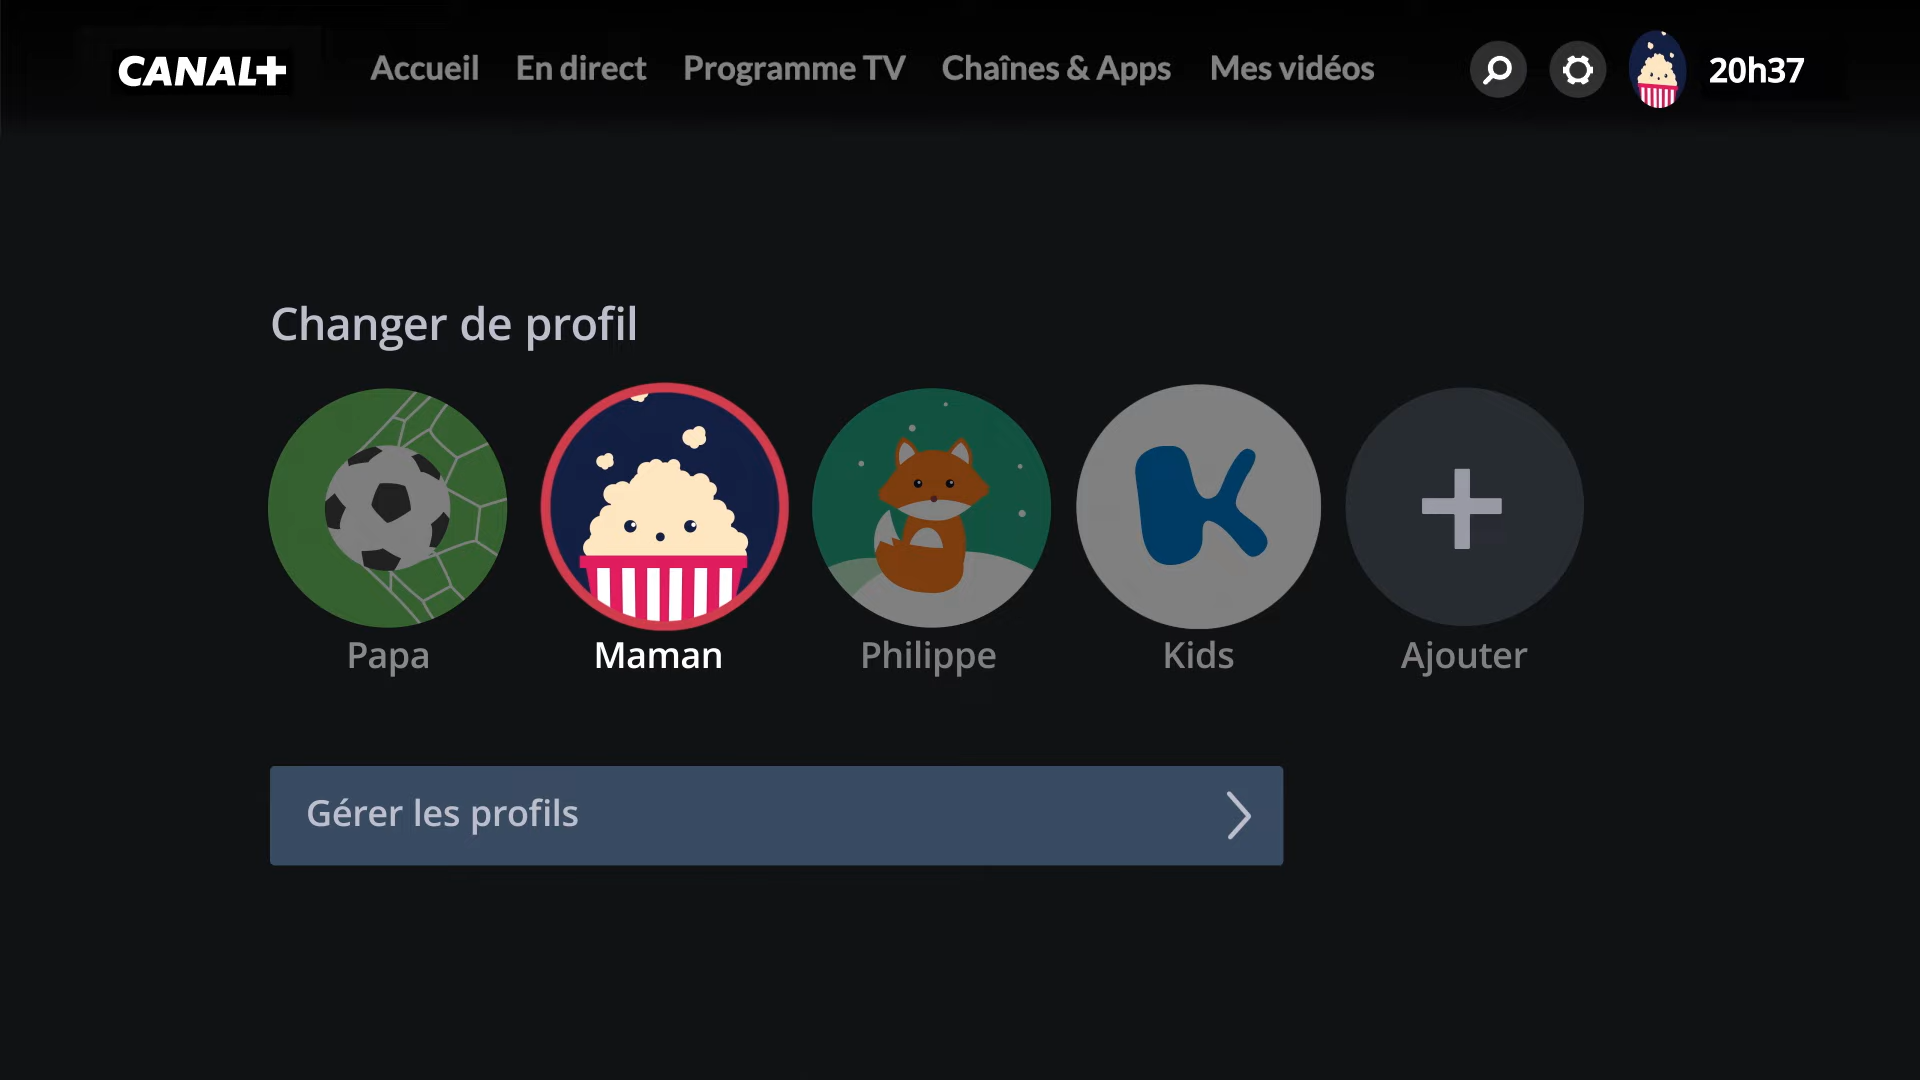 CANAL+ Accueil En direct Programme TV Chaînes & Apps Mes vidéos 20h37
Changer de profil
K
Papa Maman Philippe Kids Ajouter
Gérer les profils